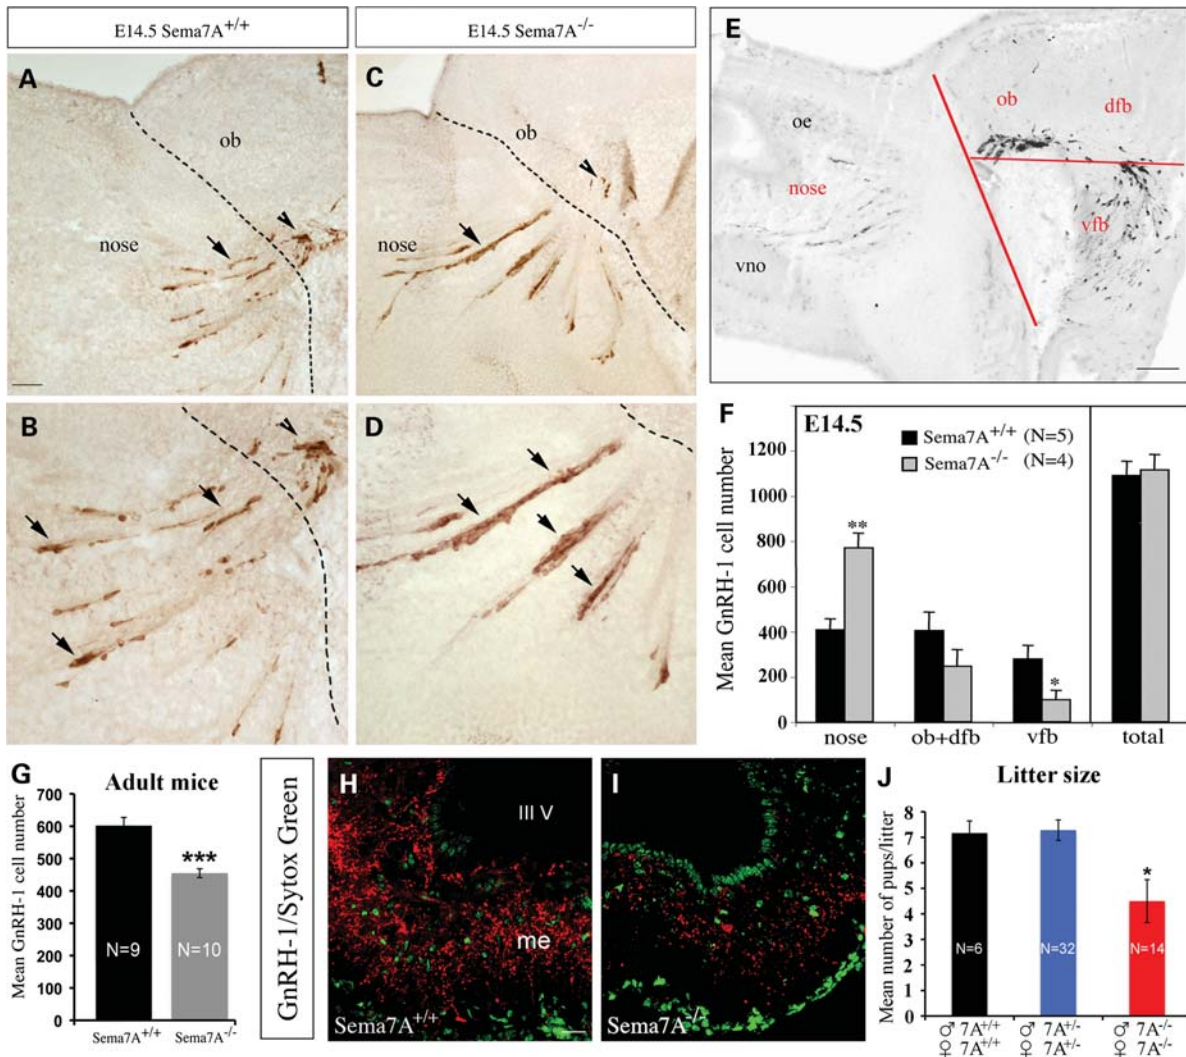 E14.5 Sema7A+/+
E14.5 Sema7A-/-
A
ob
nose
C
ob
nose
E
ob
dfb
oe
nose
vfb
vno
B
D
F
E14.5
Sema7A+/+ (N=5)
Sema7A-/- (N=4)
Mean GnRH-1 cell number
1200
1000
800
600
400
200
0
**
*
nose
ob+dfb
vfb
total
G
Adult mice
Mean GnRH-1 cell number
700
600
500
400
300
200
100
0
***
N=9
N=10
Sema7A+/+
Sema7A-/-
GnRH-1/Sytox Green
H
III V
me
Sema7A+/+
I
Sema7A-/-
J
Litter size
Mean number of pups/litter
8
7
6
5
4
3
2
1
0
*
N=6
N=32
N=14
♂ 7A+/+ ♂ 7A+/- ♂ 7A-/-
♀ 7A+/+ ♀ 7A+/- ♀ 7A-/-